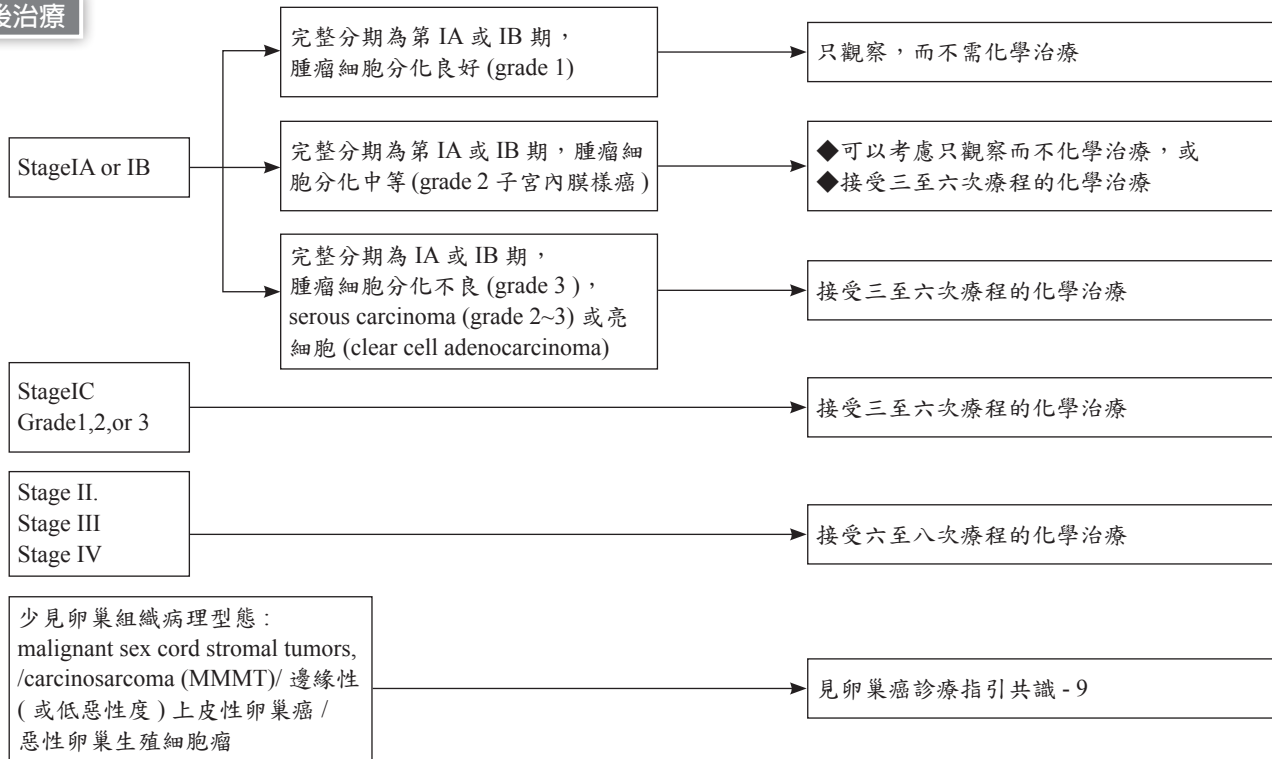 後治療
完整分期為第 IA 或 IB 期，
腫瘤細胞分化良好 (grade 1)
只觀察，而不需化學治療
StageIA or IB
完整分期為第 IA 或 IB 期，腫瘤細
胞分化中等 (grade 2 子宮內膜樣癌 )
◆可以考慮只觀察而不化學治療，或
◆接受三至六次療程的化學治療
完整分期為 IA 或 IB 期，
腫瘤細胞分化不良 (grade 3 )，
serous carcinoma (grade 2~3) 或亮
細胞 (clear cell adenocarcinoma)
接受三至六次療程的化學治療
StageIC
Grade1,2,or 3
接受三至六次療程的化學治療
Stage II.
Stage III
Stage IV
接受六至八次療程的化學治療
少見卵巢組織病理型態 :
malignant sex cord stromal tumors,
/carcinosarcoma (MMMT)/ 邊緣性
( 或低惡性度 ) 上皮性卵巢癌 /
惡性卵巢生殖細胞瘤
見卵巢癌診療指引共識 - 9